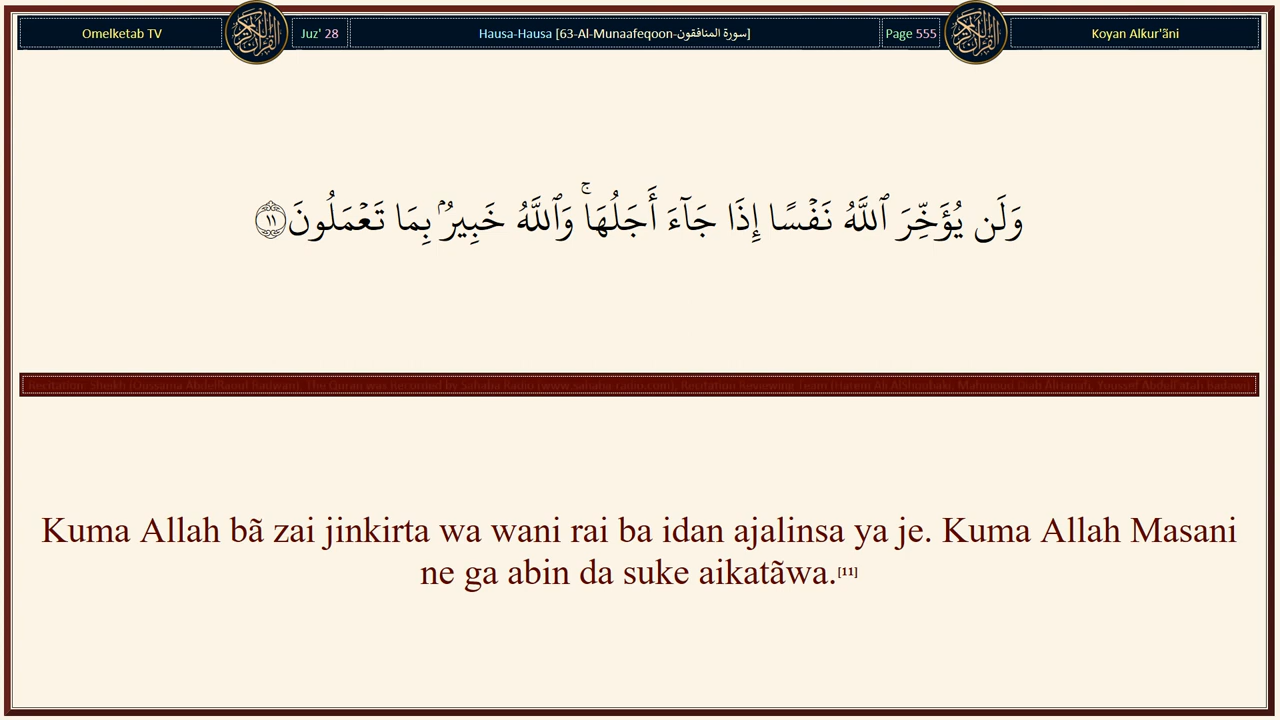 Omelketab TV
Juz' 28
Hausa-Hausa [63-Al-Munaafeqoon-سورة المنافقون]
Page 555
Koyan Alƙur'ãni
وَلَن يُؤَخِّرَ ٱللَّهُ نَفۡسًا إِذَا جَآءَ أَجَلُهَاۚ وَٱللَّهُ خَبِيرُۢ بِمَا تَعۡمَلُونَ ١١
Kuma Allah bã zai jinkirta wa wani rai ba idan ajalinsa ya je. Kuma Allah Masani
ne ga abin da suke aikatãwa.[11]